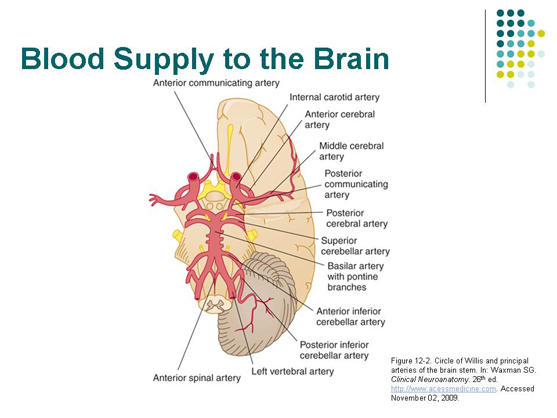 Blood Supply to the Brain
Anterior communicating artery
Internal carotid artery
Anterior cerebral
artery
Middle cerebral
artery
Posterior
communicating
artery
Posterior
cerebral artery
Superior
cerebellar artery
Basilar artery
with pontine
branches
Anterior inferior
cerebellar artery
Posterior inferior
cerebellar artery
Left vertebral artery
Anterior spinal artery
Figure 12-2. Circle of Willis and principal
arteries of the brain stem. In: Waxman SG.
Clinical Neuroanatomy. 26th ed.
http://www.acessmedicine.com. Accessed
November 02, 2009.